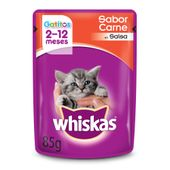 Gatitos
2-12
meses
Sabor
Carne
en Salsa
whiskas
85g